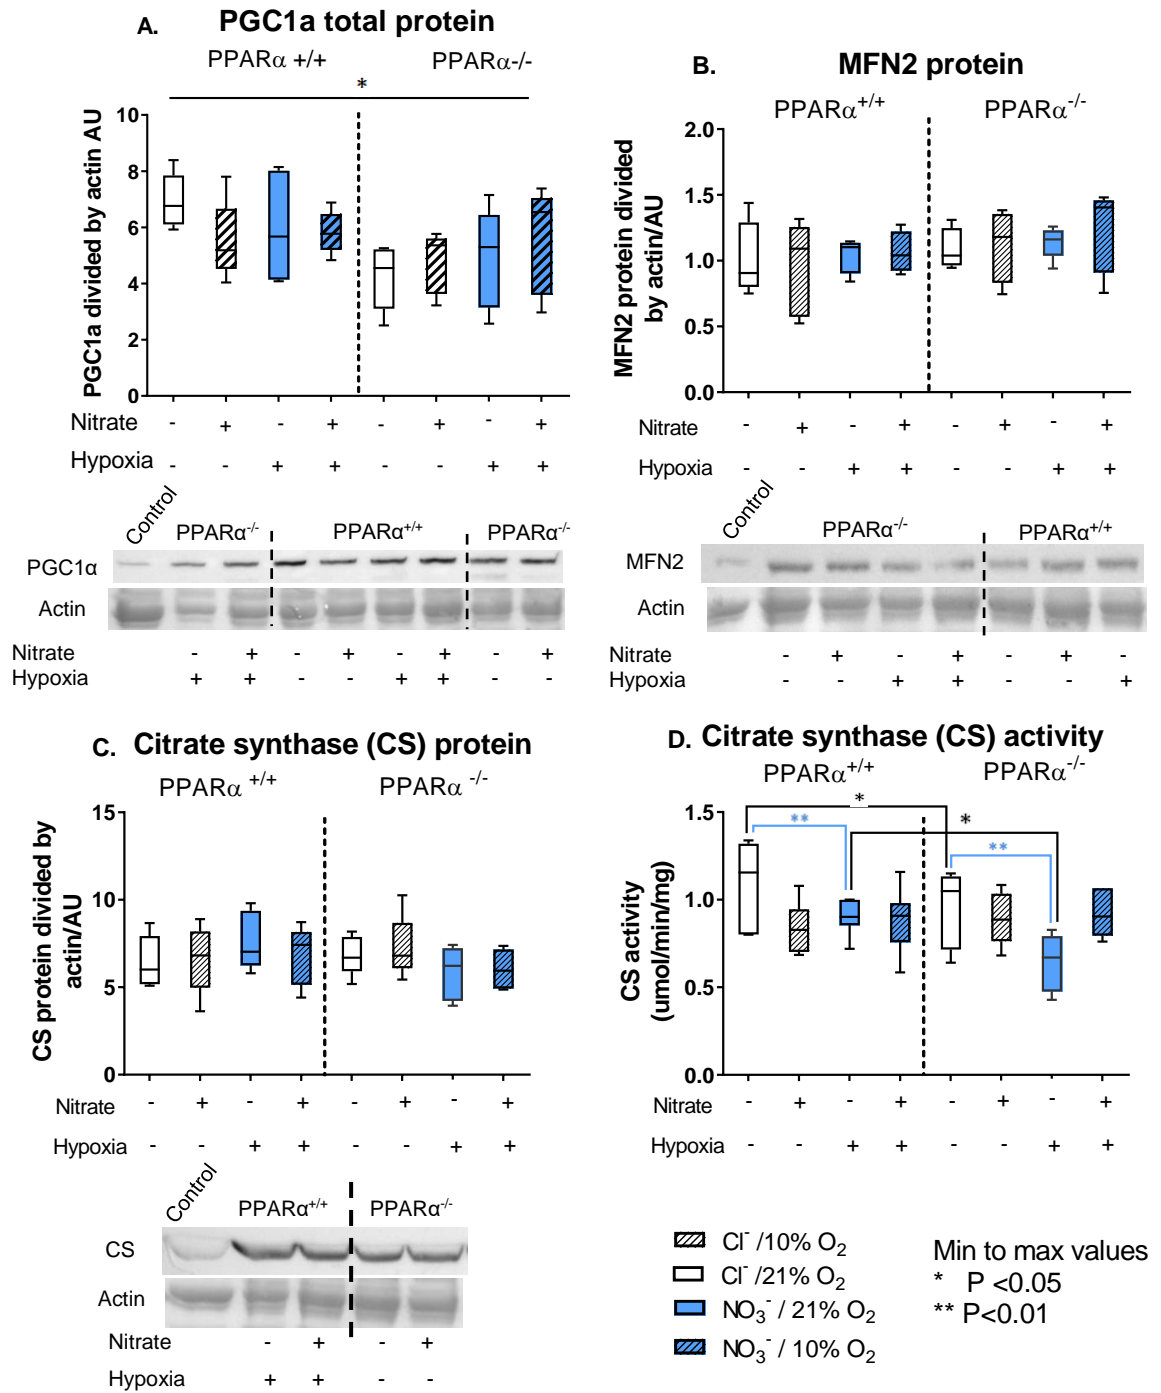 A. PGC1a total protein
PPARα +/+ PPARα-/-
*
PGC1a divided by actin AU
10
8
6
4
2
0
Nitrate - + - + - + - +
Hypoxia - - + + - - + +
Control PPARα-/- PPARα+/+ PPARα-/-
PGC1α
Actin
Nitrate - + - + - + - +
Hypoxia + + - - + + - -
B. MFN2 protein
PPARα+/+ PPARα-/-
MFN2 protein divided
by actin/AU
2.0
1.5
1.0
0.5
0.0
Nitrate - + - + - + - +
Hypoxia - - + + - - + +
Control PPARα-/- PPARα+/+
MFN2
Actin
Nitrate - + - + - + -
Hypoxia - - + + - - +
C. Citrate synthase (CS) protein
PPARα +/+ PPARα -/-
CS protein divided by
actin/AU
15
10
5
0
Nitrate - + - + - + - +
Hypoxia - - + + - - + +
Control PPARα+/+ PPARα-/-
CS
Actin
Nitrate - + - +
Hypoxia + + - -
D. Citrate synthase (CS) activity
PPARα+/+ PPARα-/-
* ** * **
CS activity
(umol/min/mg)
1.5
1.0
0.5
0.0
Nitrate - + - + - + - +
Hypoxia - - + + - - + +
Cl- /10% O2
Cl- /21% O2
NO3- / 21% O2
NO3- / 10% O2
Min to max values
* P <0.05
** P<0.01